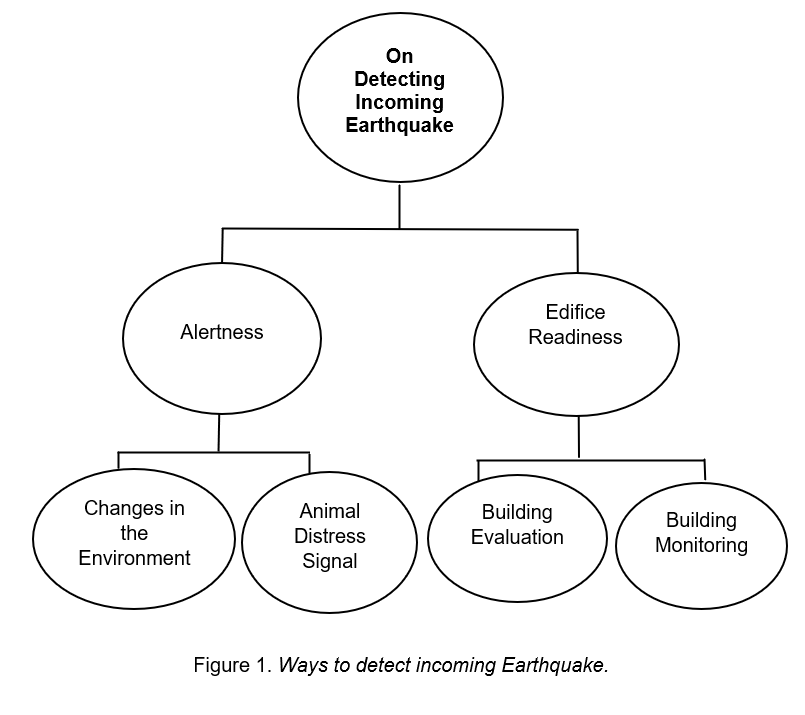 On
Detecting
Incoming
Earthquake
Alertness
Edifice
Readiness
Changes in
the
Environment
Animal
Distress
Signal
Building
Evaluation
Building
Monitoring
Figure 1. Ways to detect incoming Earthquake.